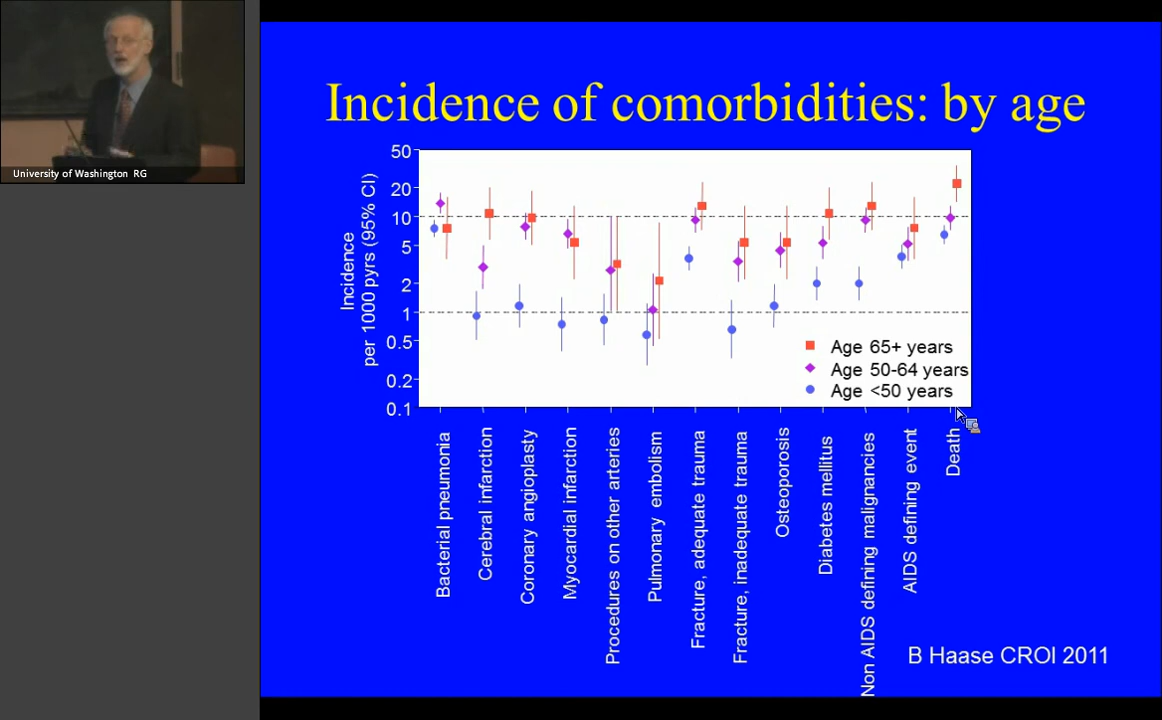 University of Washington RG
Incidence of comorbidities: by age
Incidence
per 1000 pyrs (95% CI)
50
20
10
5
2
1
0.5
0.2
0.1
Age 65+ years
Age 50-64 years
Age <50 years
Bacterial pneumonia
Cerebral infarction
Coronary angioplasty
Myocardial infarction
Procedures on other arteries
Pulmonary embolism
Fracture, adequate trauma
Fracture, inadequate trauma
Osteoporosis
Diabetes mellitus
Non AIDS defining malignancies
AIDS defining event
Death
B Haase CROI 2011